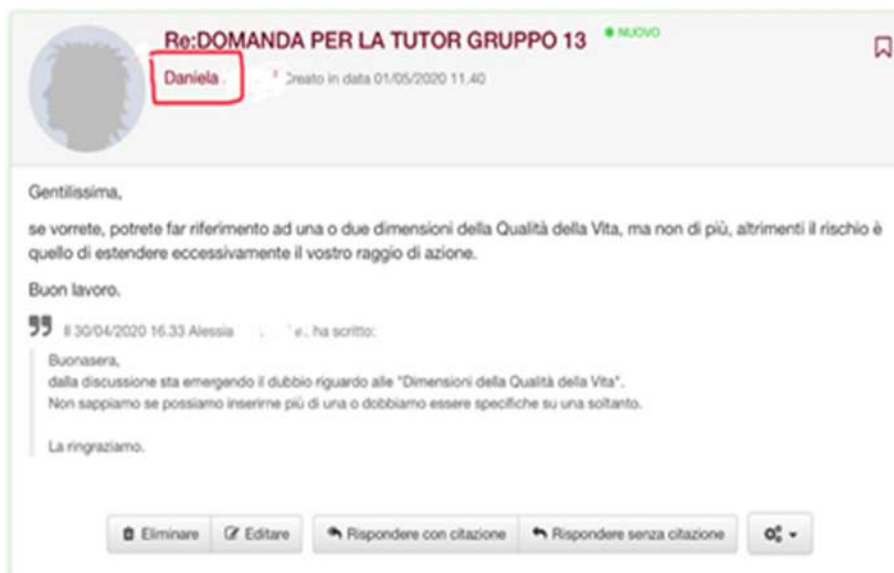 Re:DOMANDA PER LA TUTOR GRUPPO 13 NUOVO
Daniela Creato in data 01/05/2020 11.40
Gentilissima,
se vorrete, potrete far riferimento ad una o due dimensioni della Qualità della Vita, ma non di più, altrimenti il rischio è
quello di estendere eccessivamente il vostro raggio di azione.
Buon lavoro.
Il 30/04/2020 16.33 Alessia ha scritto:
Buonasera,
dalla discussione sta emergendo il dubbio riguardo alle "Dimensioni della Qualità della Vita".
Non sappiamo se possiamo inserirne più di una o dobbiamo essere specifiche su una soltanto.
La ringraziamo.
Eliminare Editare Rispondere con citazione Rispondere senza citazione